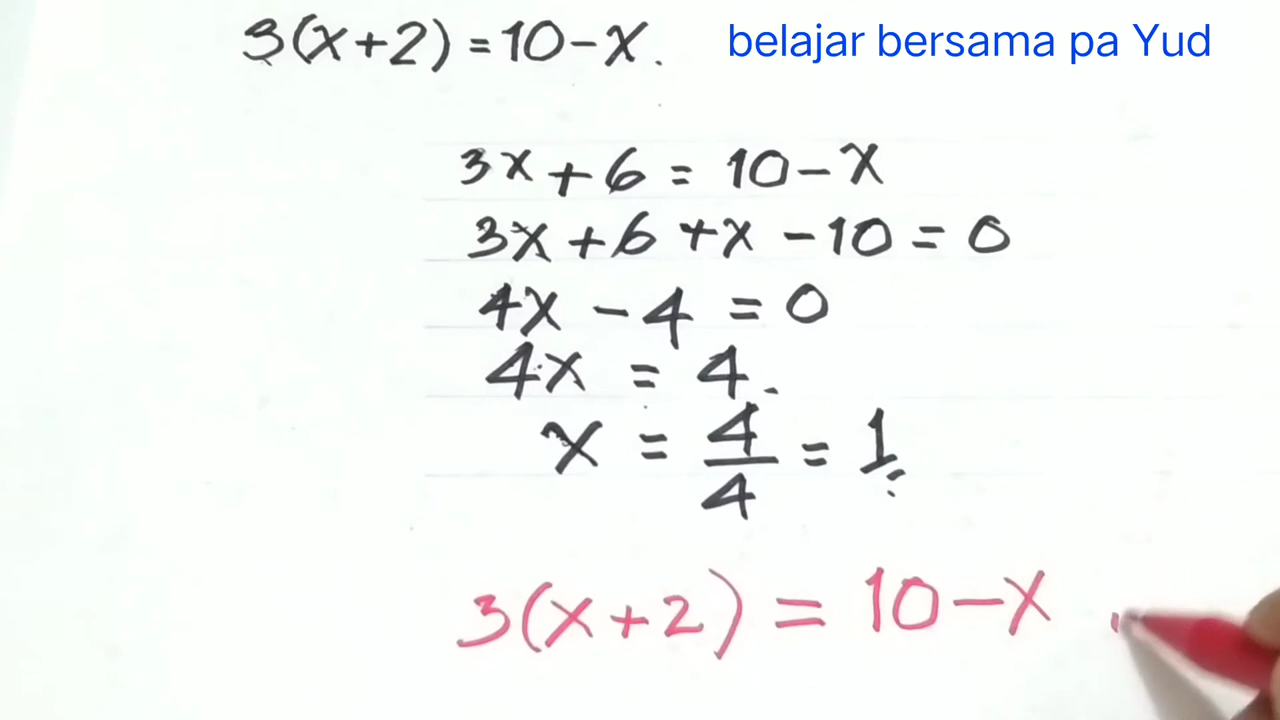 3(x+2) = 10-x. belajar bersama pa Yud
3x + 6 = 10 - x
3x + 6 + x - 10 = 0
4x - 4 = 0
4x = 4.
x = 4/4 = 1
3(x+2) = 10-x